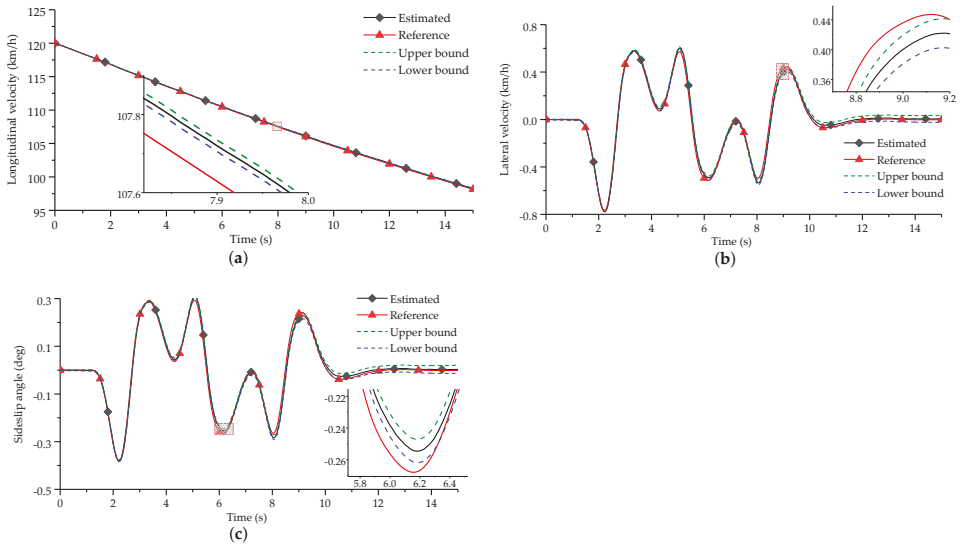 125
120
115
110
105
100
95
Longitudinal velocity (km/h)
Estimated
Reference
Upper bound
Lower bound
107.8
107.6
7.9
8.0
0
2
4
6
8
10
12
14
Time (s)
(a)
0.8
0.4
0.0
-0.4
-0.8
Lateral velocity (km/h)
0.44
0.40
0.36
8.8
9.0
9.2
Estimated
Reference
Upper bound
Lower bound
0
2
4
6
8
10
12
14
Time (s)
(b)
0.3
0.1
-0.1
-0.3
-0.5
Sideslip angle (deg)
Estimated
Reference
Upper bound
Lower bound
-0.22
-0.24
-0.26
5.8
6.0
6.2
6.4
0
2
4
6
8
10
12
14
Time (s)
(c)